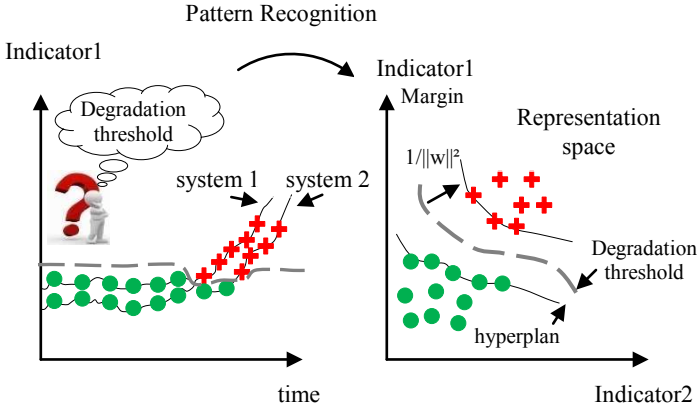 Pattern Recognition
Indicator1
Degradation
threshold
?
system 1
system 2
time
Indicator1
Margin
Representation
space
1/||w||²
Degradation
threshold
hyperplan
Indicator2